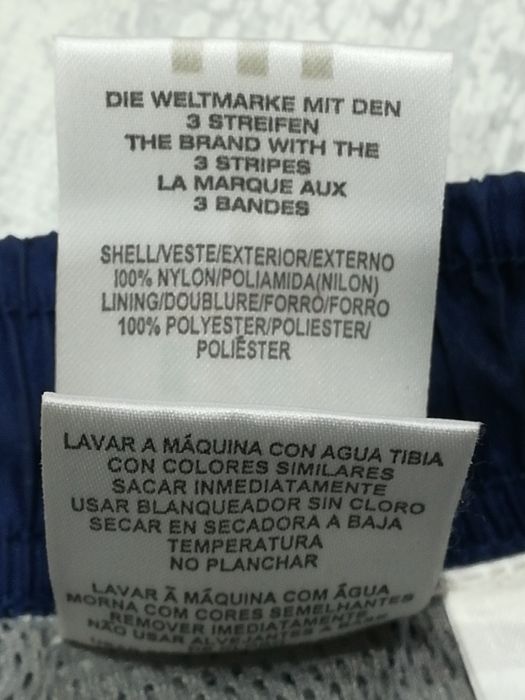 DIE WELTMARKE MIT DEN
3 STREIFEN
THE BRAND WITH THE
3 STRIPES
LA MARQUE AUX
3 BANDES
SHELL/VESTE/EXTERIOR/EXTERNO
100% NYLON/POLIAMIDA(NILON)
LINING/DOUBLURE/FORRO/FORRO
100% POLYESTER/POLIESTER/
POLIÉSTER
LAVAR A MÁQUINA CON AGUA TIBIA
CON COLORES SIMILARES
SACAR INMEDIATAMENTE
USAR BLANQUEADOR SIN CLORO
SECAR EN SECADORA A BAJA
TEMPERATURA
NO PLANCHAR
LAVAR Ã MÁQUINA COM ÁGUA
MORNA COM CORES SEMELHANTES
REMOVER IMEDIATAMENTE
NÃO USAR ALVEJANTES A